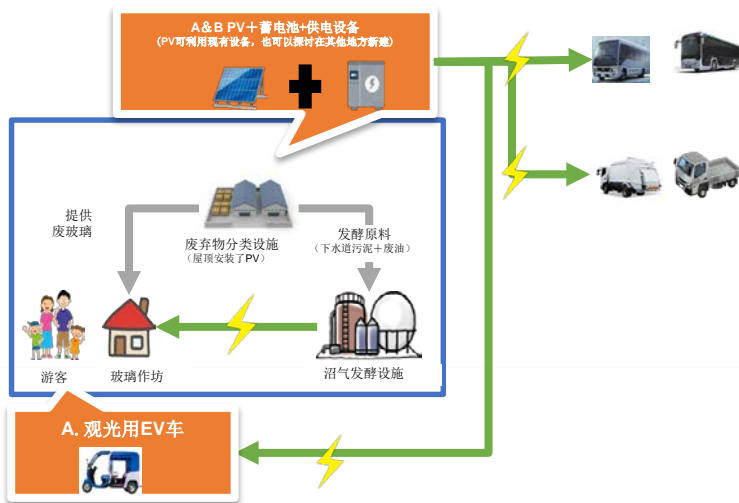 A&B PV＋蓄电池+供电设备
(PV可利用现有设备，也可以探讨在其他地方新建)
提供
废玻璃
废弃物分类设施
（屋顶安装了PV）
发酵原料
（下水道污泥＋废油）
游客
玻璃作坊
沼气发酵设施
A. 观光用EV车